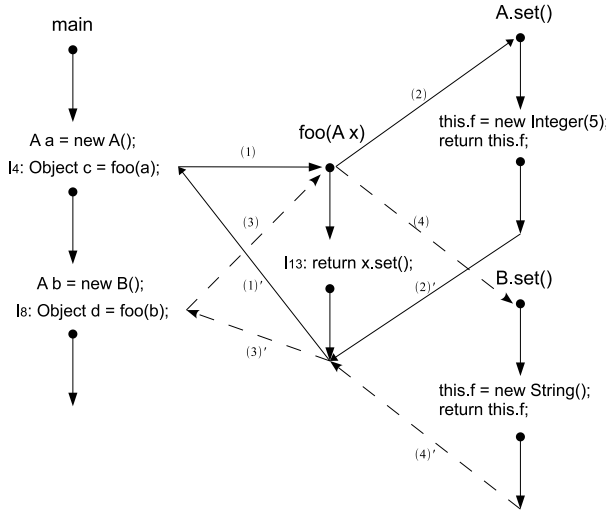 main
A.set()
(2)
this.f = new Integer(5);
return this.f;
foo(A x)
A a = new A();
l4: Object c = foo(a);
(1)
(3)
(4)
l13: return x.set();
A b = new B();
l8: Object d = foo(b);
(1)'
(2)'
B.set()
(3)'
this.f = new String();
return this.f;
(4)'